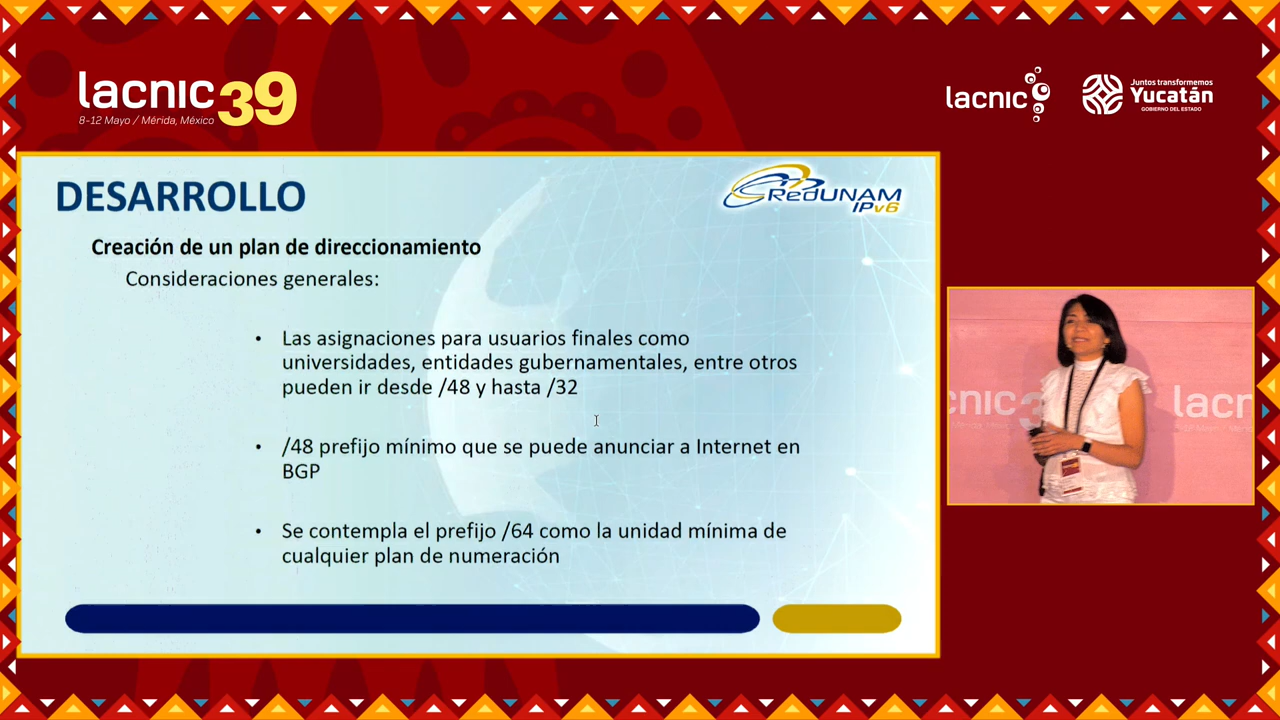 lacnic39
8-12 Mayo / Mérida, México
lacnic
Juntos transformemos
Yucatán
GOBIERNO DEL ESTADO
DESARROLLO
RedUNAM
IPv6
Creación de un plan de direccionamiento
Consideraciones generales:
• Las asignaciones para usuarios finales como
universidades, entidades gubernamentales, entre otros
pueden ir desde /48 y hasta /32
• /48 prefijo mínimo que se puede anunciar a Internet en
BGP
• Se contempla el prefijo /64 como la unidad mínima de
cualquier plan de numeración
cnic3
lacn